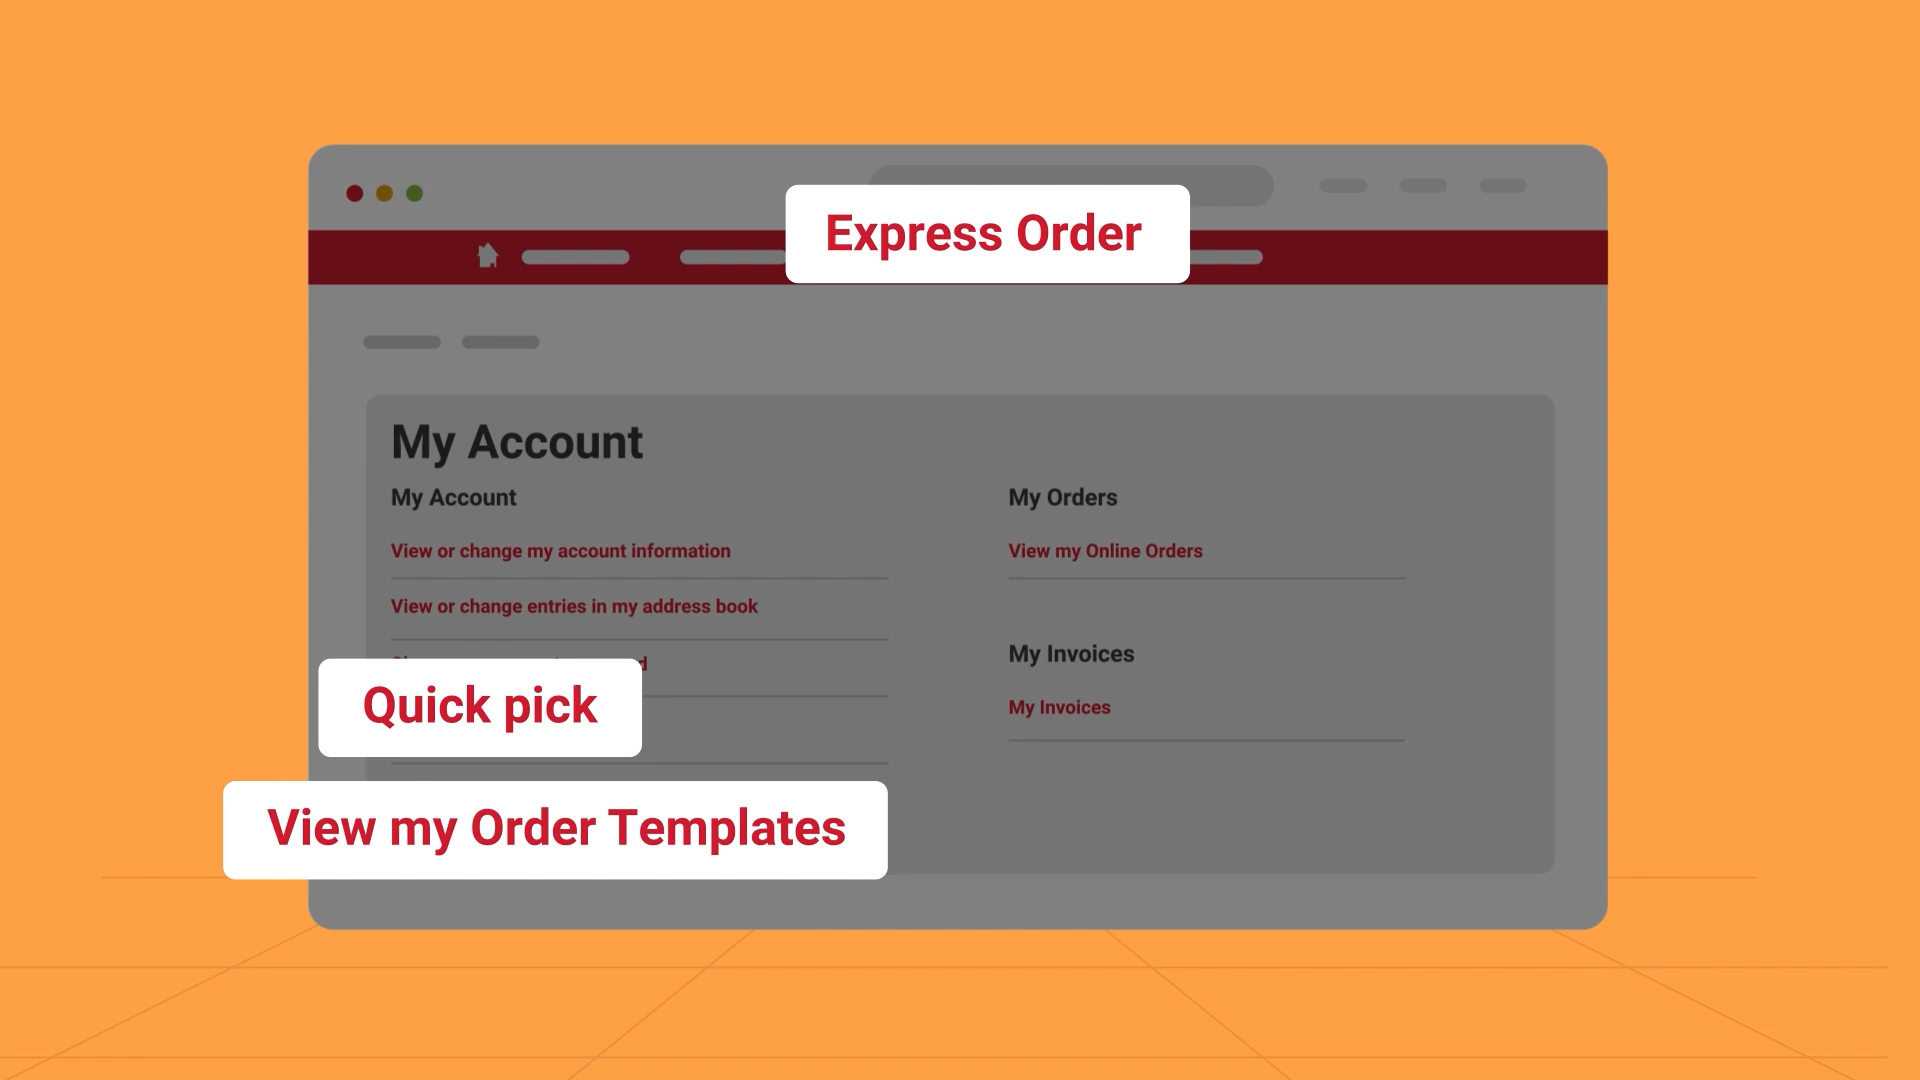 Express Order
My Account
My Account
View or change my account information
View or change entries in my address book
Quick pick
View my Order Templates
My Orders
View my Online Orders
My Invoices
My Invoices